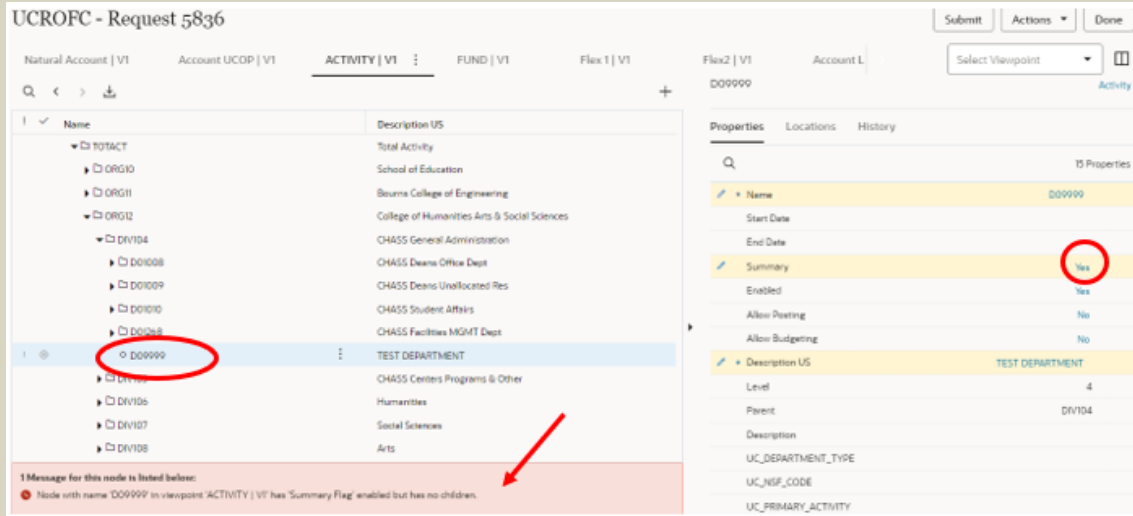 UCROFC - Request 5836
Submit Actions Done
Natural Account | V1 Account UCOP | V1 ACTIVITY | V1 FUND | V1 Flex 1 | V1 Flex2 | V1 Account L Select Viewpoint
D09999 Activity
Name Description US
TOTACT Total Activity
ORG10 School of Education
ORG11 Bourns College of Engineering
ORG12 College of Humanities Arts & Social Sciences
DIV104 CHASS General Administration
D01008 CHASS Deans Office Dept
D01009 CHASS Deans Unallocated Res
D01010 CHASS Student Affairs
D01268 CHASS Facilities MGMT Dept
D09999 TEST DEPARTMENT
DIV105 CHASS Centers Programs & Other
DIV106 Humanities
DIV107 Social Sciences
DIV108 Arts
1 Message for this node is listed below:
Node with name 'D09999' in viewpoint 'ACTIVITY | V1' has 'Summary Flag' enabled but has no children.
Properties Locations History
15 Properties
Name D09999
Start Date
End Date
Summary Yes
Enabled Yes
Allow Posting No
Allow Budgeting No
Description US TEST DEPARTMENT
Level 4
Parent DIV104
Description
UC_DEPARTMENT_TYPE
UC_NSF_CODE
UC_PRIMARY_ACTIVITY